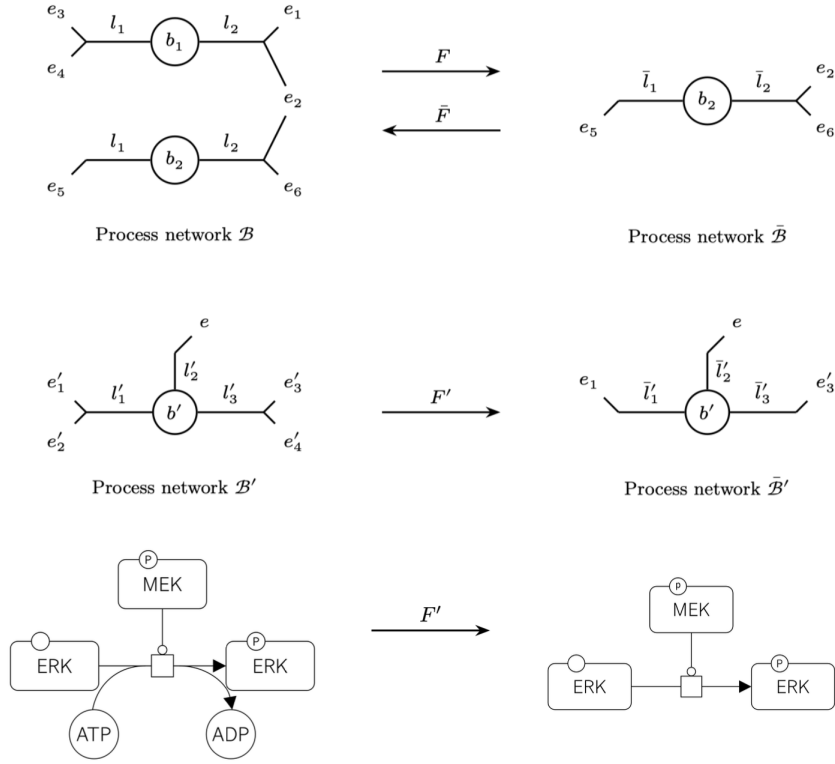 e₃ l₁ b₁ l₂ e₁
e₄ e₂
F
F̄
l̄₁ b₂ l̄₂ e₂
e₅ e₆
l₁ b₂ l₂
e₅ e₆
Process network ℬ
Process network ℬ̄
e
l′₂
e′₁ l′₁ b′ l′₃ e′₃
e′₂ e′₄
F′
e
l̄′₂
e₁ l̄′₁ b′ l̄′₃ e′₃
Process network ℬ′
Process network ℬ̄′
P
MEK
ERK
P
ERK
ATP
ADP
F′
p
MEK
ERK
P
ERK